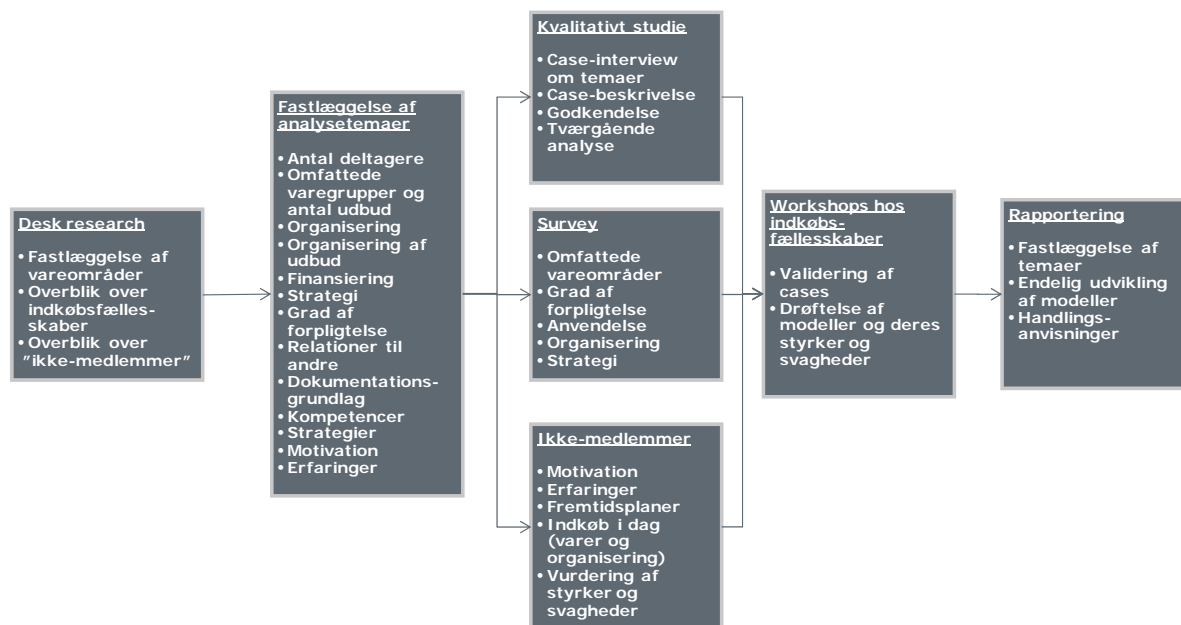 Desk research
• Fastlæggelse af
vareområder
• Overblik over
indkøbsfælles-
skaber
• Overblik over
”ikke-medlemmer”
Fastlæggelse af
analysetemaer
• Antal deltagere
• Omfattede
varegrupper og
antal udbud
• Organisering
• Organisering af
udbud
• Finansiering
• Strategi
• Grad af
forpligtelse
• Relationer til
andre
• Dokumentations-
grundlag
• Kompetencer
• Strategier
• Motivation
• Erfaringer
Kvalitativt studie
• Case-interview
om temaer
• Case-beskrivelse
• Godkendelse
• Tværgående
analyse
Survey
• Omfattede
vareområder
• Grad af
forpligtelse
• Anvendelse
• Organisering
• Strategi
Ikke-medlemmer
• Motivation
• Erfaringer
• Fremtidsplaner
• Indkøb i dag
(varer og
organisering)
• Vurdering af
styrker og
svagheder
Workshops hos
indkøbs-
fællesskaber
• Validering af
cases
• Drøftelse af
modeller og deres
styrker og
svagheder
Rapportering
• Fastlæggelse af
temaer
• Endelig udvikling
af modeller
• Handlings-
anvisninger